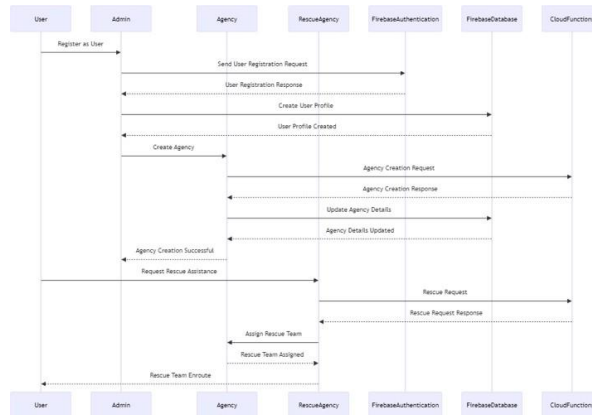 User Admin Agency RescueAgency FirebaseAuthentication FirebaseDatabase CloudFunction
Register as User
Send User Registration Request
User Registration Response
Create User Profile
User Profile Created
Create Agency
Agency Creation Request
Agency Creation Response
Update Agency Details
Agency Details Updated
Agency Creation Successful
Request Rescue Assistance
Rescue Request
Rescue Request Response
Assign Rescue Team
Rescue Team Assigned
Rescue Team Enroute
User Admin Agency RescueAgency FirebaseAuthentication FirebaseDatabase CloudFunction